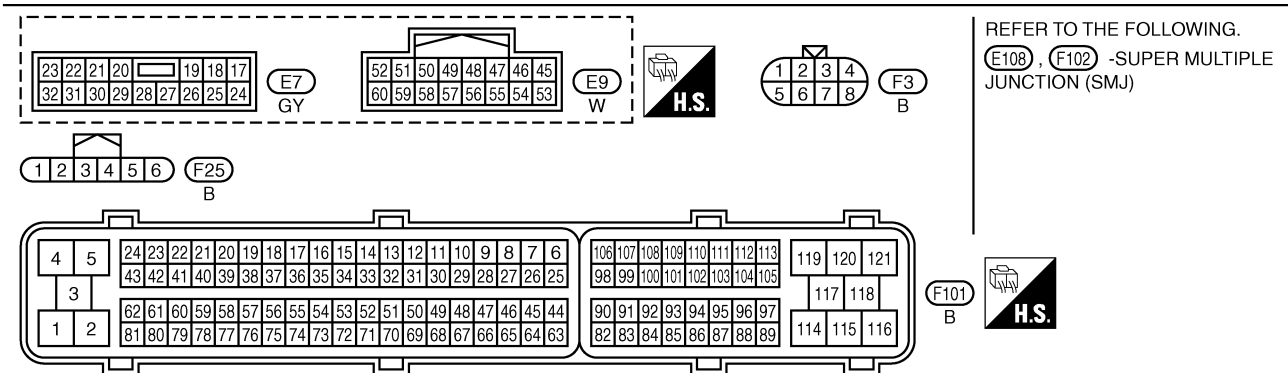 REFER TO THE FOLLOWING.
E108 , F102 -SUPER MULTIPLE
JUNCTION (SMJ)
23 22 21 20 19 18 17
32 31 30 29 28 27 26 25 24
E7
GY
52 51 50 49 48 47 46 45
60 59 58 57 56 55 54 53
E9
W
H.S.
1 2 3 4
5 6 7 8
F3
B
1 2 3 4 5 6
F25
B
4 5
3
1 2
24 23 22 21 20 19 18 17 16 15 14 13 12 11 10 9 8 7 6
43 42 41 40 39 38 37 36 35 34 33 32 31 30 29 28 27 26 25
62 61 60 59 58 57 56 55 54 53 52 51 50 49 48 47 46 45 44
81 80 79 78 77 76 75 74 73 72 71 70 69 68 67 66 65 64 63
106 107 108 109 110 111 112 113
98 99 100 101 102 103 104 105
90 91 92 93 94 95 96 97
82 83 84 85 86 87 88 89
119 120 121
117 118
114 115 116
F101
B
H.S.